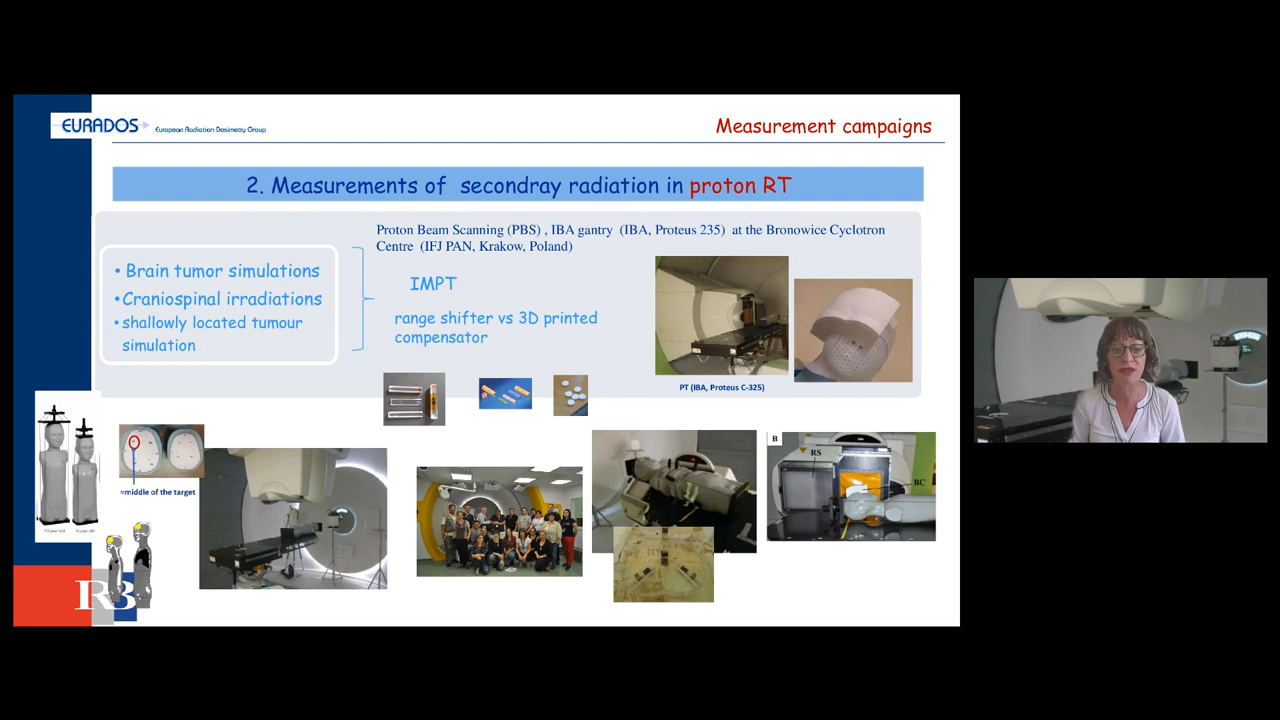 EURADOS
European Radiation Dosimetry Group
Measurement campaigns
2. Measurements of secondray radiation in proton RT
Proton Beam Scanning (PBS) , IBA gantry (IBA, Proteus 235) at the Bronowice Cyclotron
Centre (IFJ PAN, Krakow, Poland)
• Brain tumor simulations
• Craniospinal irradiations
• shallowly located tumour
simulation
IMPT
range shifter vs 3D printed
compensator
PT (IBA, Proteus C-325)
=middle of the target
B
RS
BC
RB